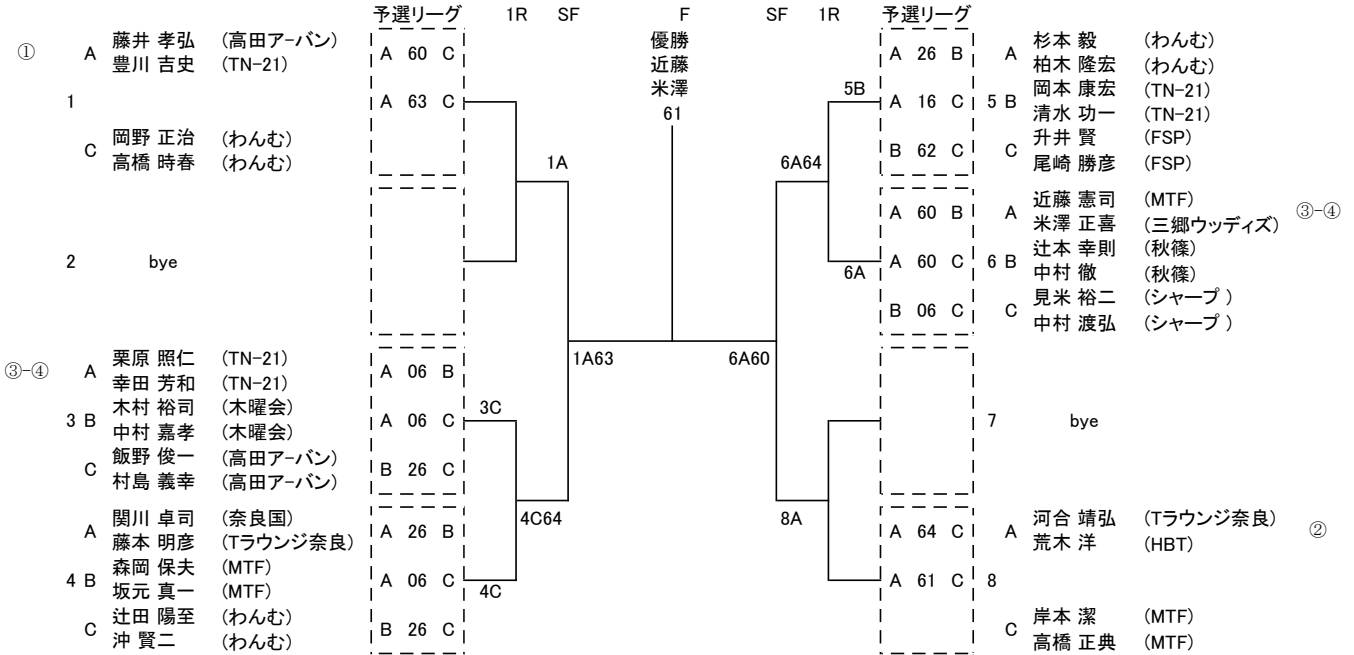 予選リーグ 1R SF F SF 1R 予選リーグ
① A 藤井 孝弘 (高田ア-バン)
豊川 吉史 (TN-21)
A 60 C
1 A 63 C
C 岡野 正治 (わんむ)
高橋 時春 (わんむ)
1A
2 bye
③-④ A 栗原 照仁 (TN-21)
幸田 芳和 (TN-21)
A 06 B
3 B 木村 裕司 (木曜会)
中村 嘉孝 (木曜会)
A 06 C
3C
C 飯野 俊一 (高田ア-バン)
村島 義幸 (高田ア-バン)
B 26 C
4C64
A 関川 卓司 (奈良国)
藤本 明彦 (Tラウンジ奈良)
A 26 B
4 B 森岡 保夫 (MTF)
坂元 真一 (MTF)
A 06 C
4C
C 辻田 陽至 (わんむ)
沖 賢二 (わんむ)
B 26 C
1A63
優勝
近藤
米澤
61
6A60
A 26 B
A 杉本 毅 (わんむ)
柏木 隆宏 (わんむ)
5B
A 16 C
5 B 岡本 康宏 (TN-21)
清水 功一 (TN-21)
B 62 C
C 升井 賢 (FSP)
尾崎 勝彦 (FSP)
6A64
A 60 B
A 近藤 憲司 (MTF)
米澤 正喜 (三郷ウッディズ)
③-④
6A
A 60 C
6 B 辻本 幸則 (秋篠)
中村 徹 (秋篠)
B 06 C
C 見米 裕二 (シャープ )
中村 渡弘 (シャープ )
7 bye
8A
A 64 C
A 河合 靖弘 (Tラウンジ奈良)
荒木 洋 (HBT)
②
A 61 C
8
C 岸本 潔 (MTF)
高橋 正典 (MTF)